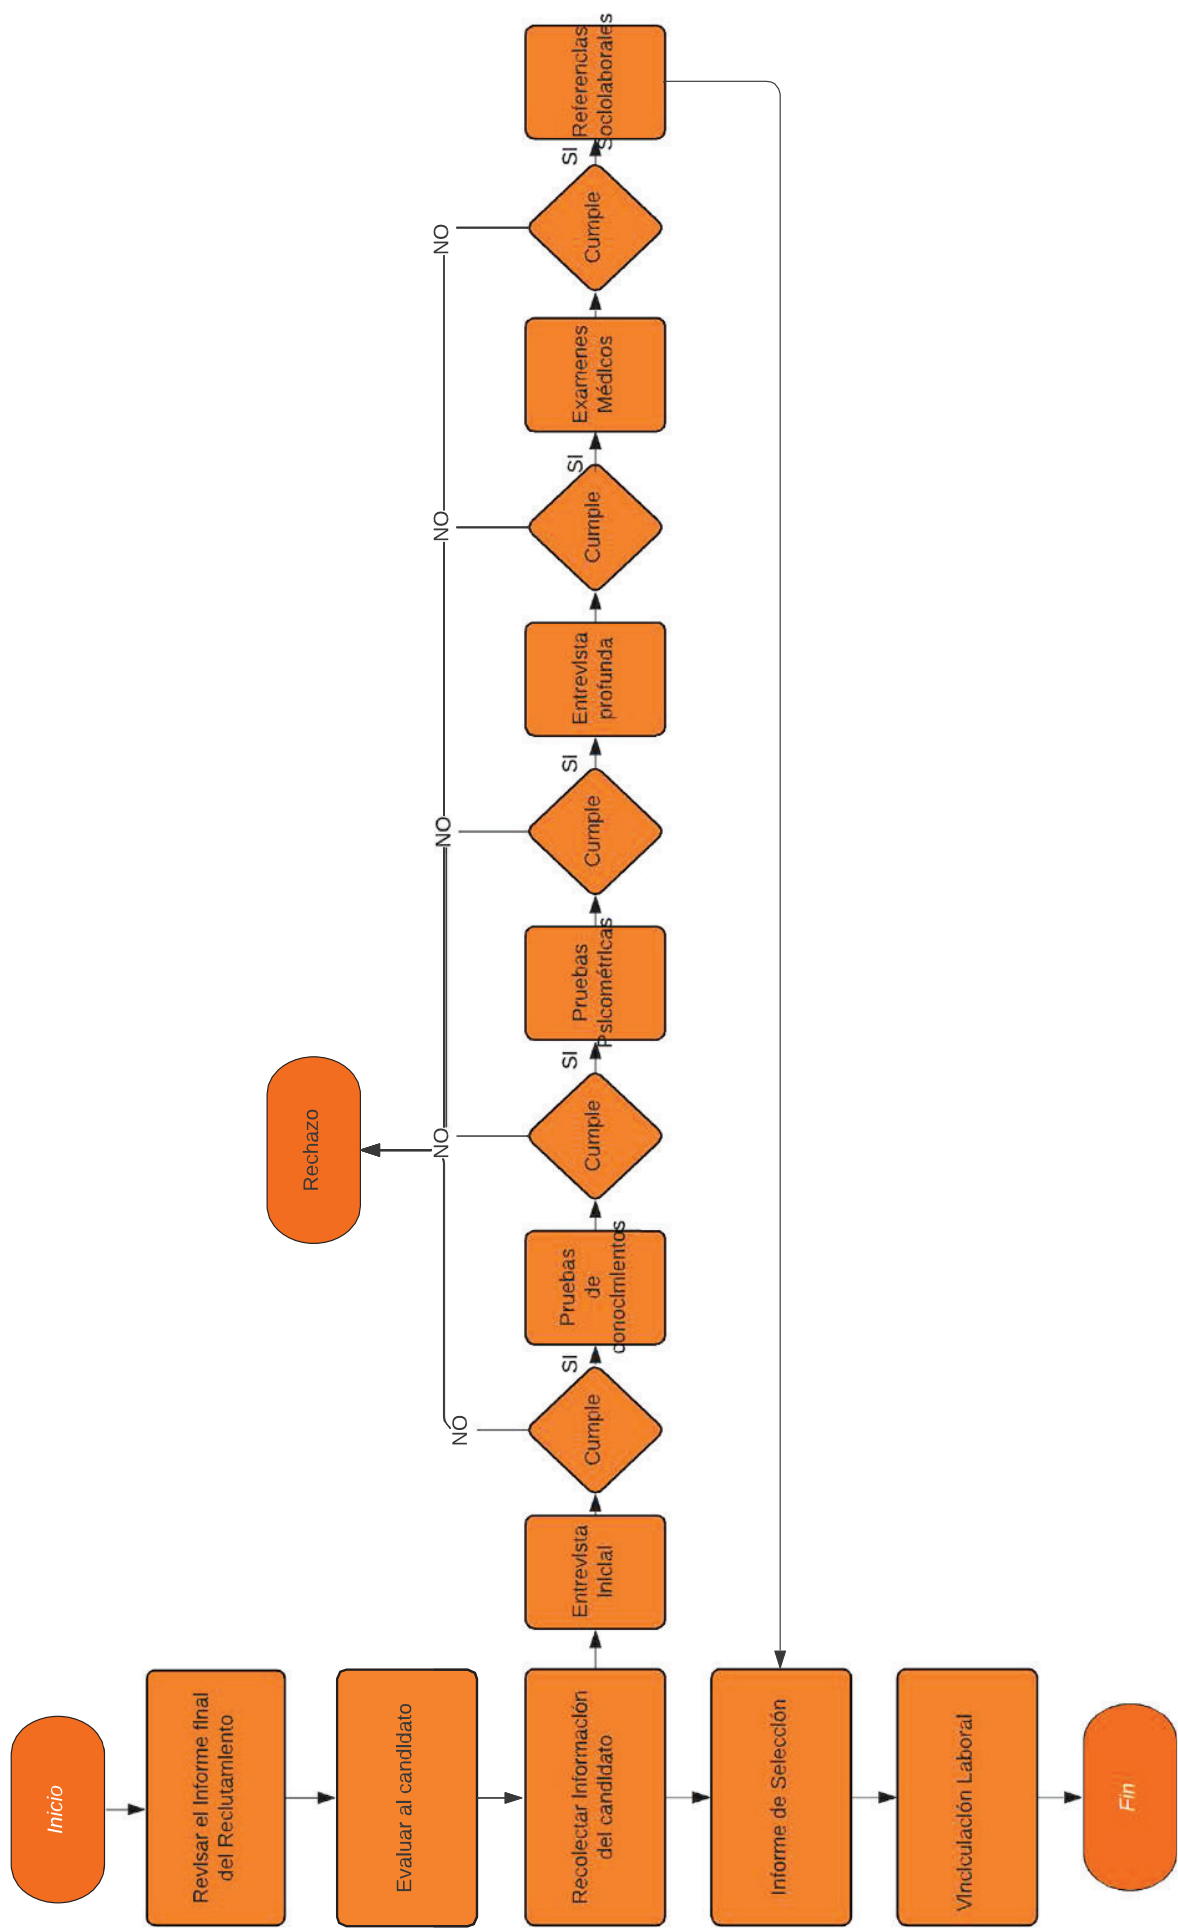 Inicio
Revisar el Informe final
del Reclutamiento
Evaluar al candidato
Recolectar Información
del candidato
Informe de Selección
Vinciculación Laboral
Fin
Entrevista
Inicial
Cumple
SI
NO
Pruebas
de
conocimientos
Cumple
SI
NO
Pruebas
Psicométricas
Cumple
SI
NO
Entrevista
profunda
Cumple
SI
NO
Examenes
Médicos
Cumple
SI
NO
Referencias
Sociolaborales
Rechazo